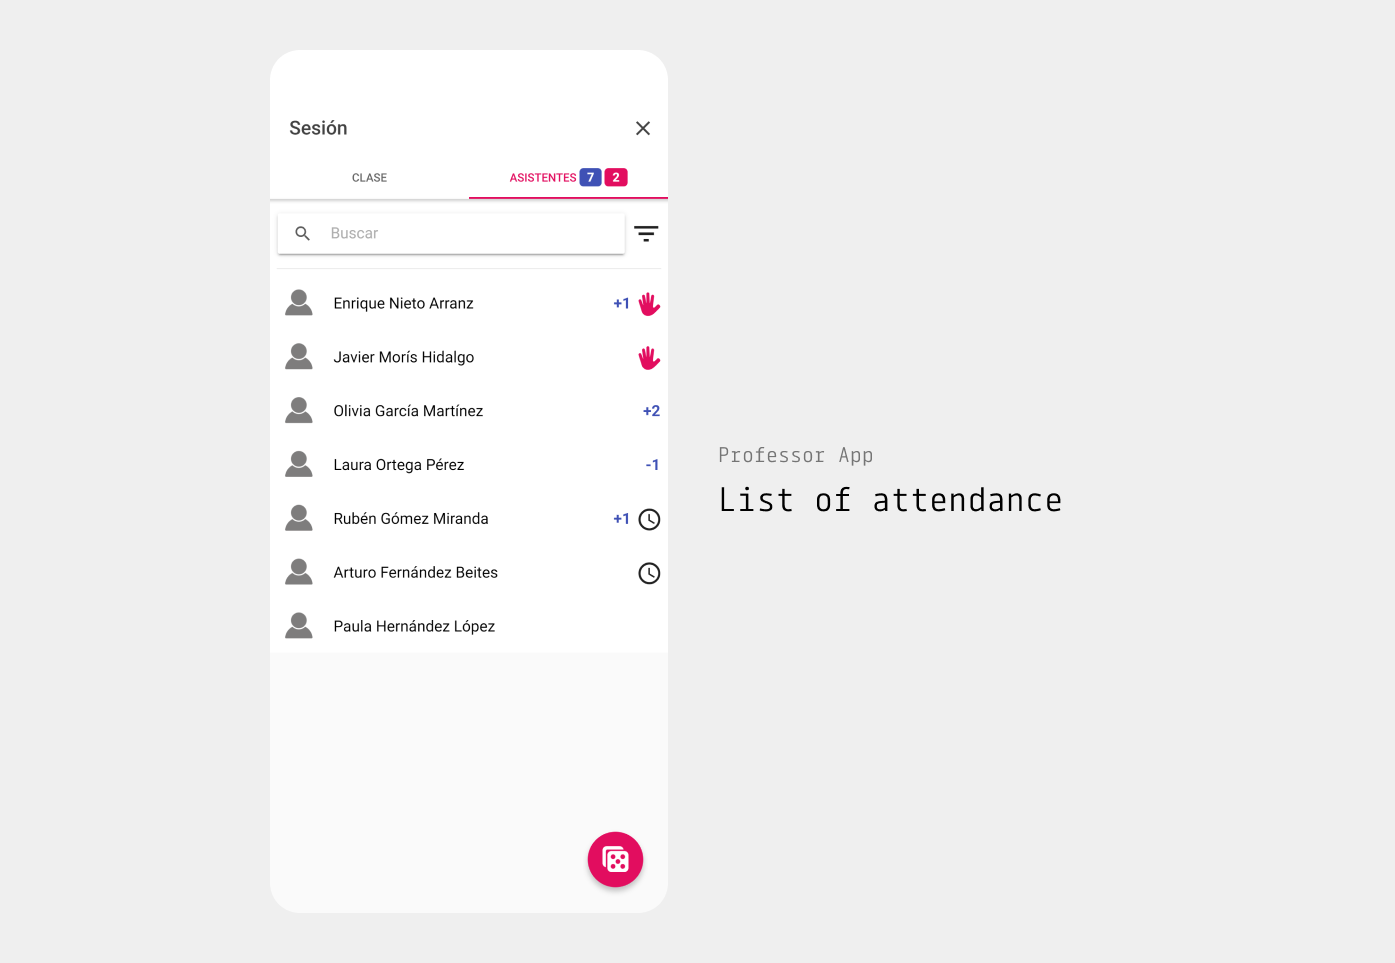 Sesión
CLASE
ASISTENTES 7 2
Buscar
Enrique Nieto Arranz +1
Javier Morís Hidalgo
Olivia García Martínez +2
Laura Ortega Pérez -1
Rubén Gómez Miranda +1
Arturo Fernández Beites
Paula Hernández López
Professor App
List of attendance